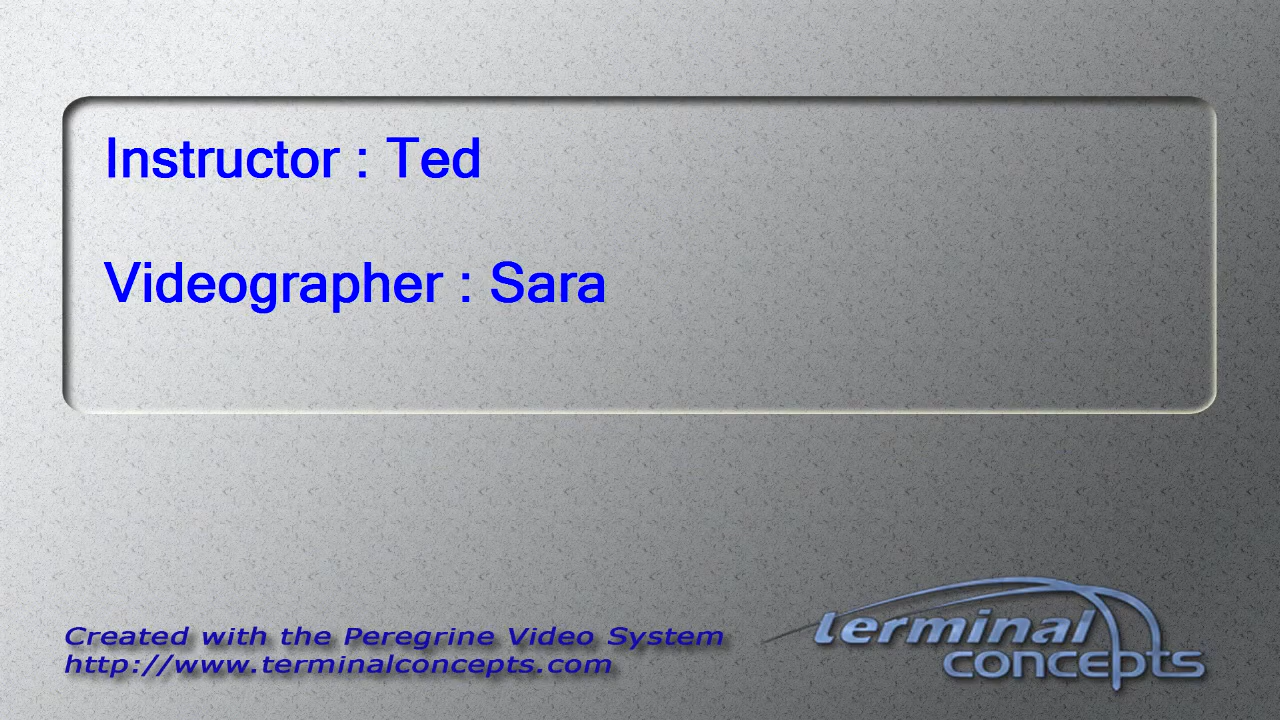 Instructor : Ted
Videographer : Sara
Created with the Peregrine Video System
http://www.terminalconcepts.com
terminal
concepts